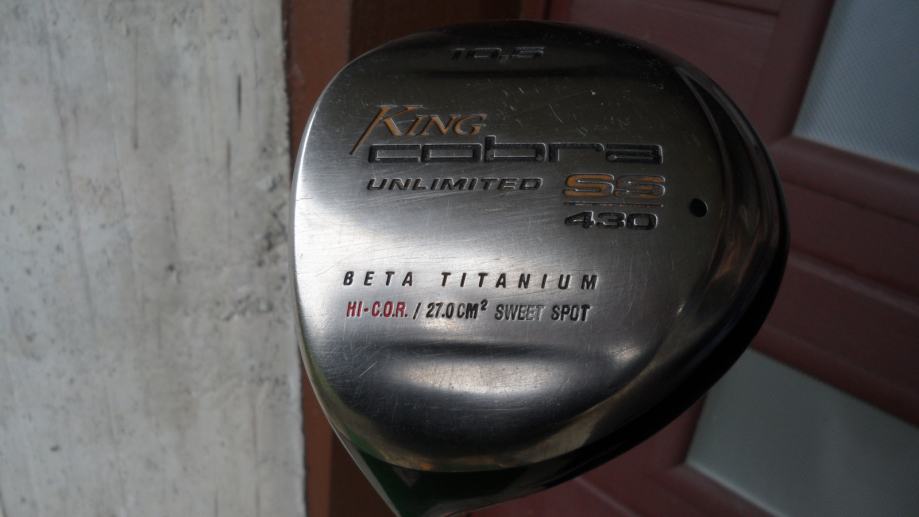 10,5
KING
cobra
UNLIMITED SS
430
BETA TITANIUM
HI-C.O.R. / 27.0 CM² SWEET SPOT